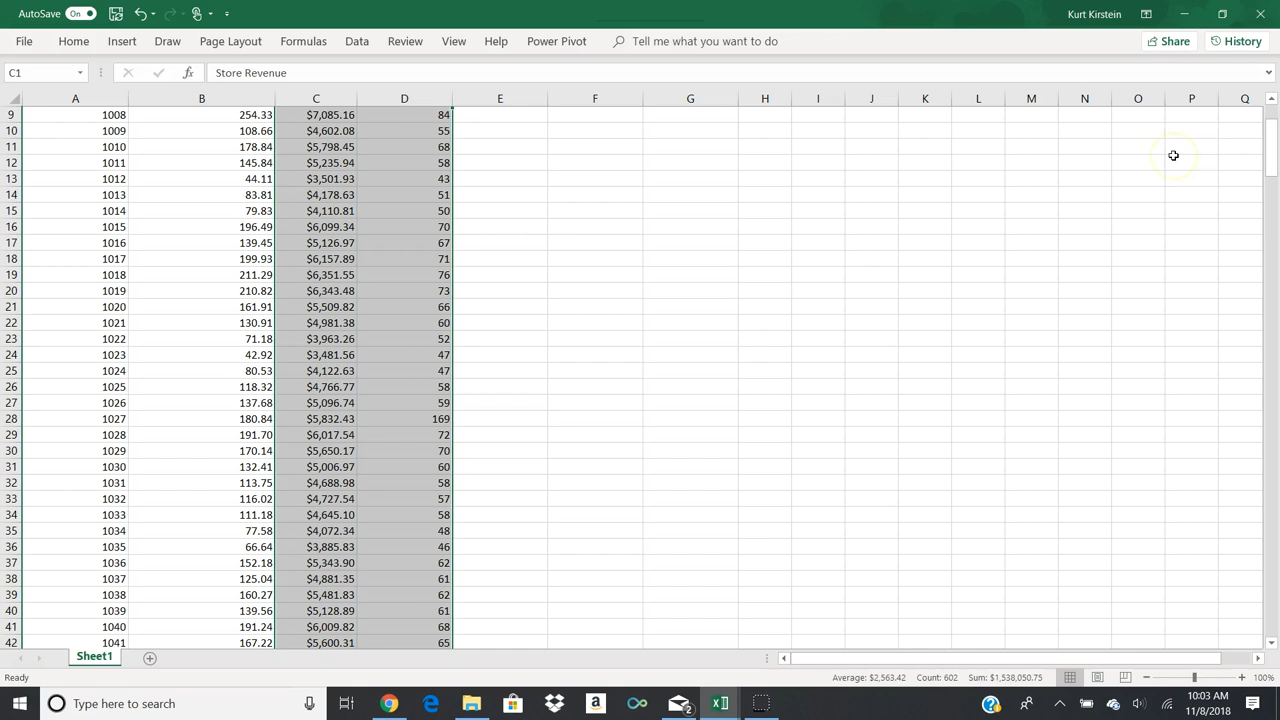 AutoSave On Kurt Kirstein
File Home Insert Draw Page Layout Formulas Data Review View Help Power Pivot Tell me what you want to do Share History
C1 fx Store Revenue
A B C D E F G H I J K L M N O P Q
9 1008 254.33 $7,085.16 84
10 1009 108.66 $4,602.08 55
11 1010 178.84 $5,798.45 68
12 1011 145.84 $5,235.94 58
13 1012 44.11 $3,501.93 43
14 1013 83.81 $4,178.63 51
15 1014 79.83 $4,110.81 50
16 1015 196.49 $6,099.34 70
17 1016 139.45 $5,126.97 67
18 1017 199.93 $6,157.89 71
19 1018 211.29 $6,351.55 76
20 1019 210.82 $6,343.48 73
21 1020 161.91 $5,509.82 66
22 1021 130.91 $4,981.38 60
23 1022 71.18 $3,963.26 52
24 1023 42.92 $3,481.56 47
25 1024 80.53 $4,122.63 47
26 1025 118.32 $4,766.77 58
27 1026 137.68 $5,096.74 59
28 1027 180.84 $5,832.43 169
29 1028 191.70 $6,017.54 72
30 1029 170.14 $5,650.17 70
31 1030 132.41 $5,006.97 60
32 1031 113.75 $4,688.98 58
33 1032 116.02 $4,727.54 57
34 1033 111.18 $4,645.10 58
35 1034 77.58 $4,072.34 48
36 1035 66.64 $3,885.83 46
37 1036 152.18 $5,343.90 62
38 1037 125.04 $4,881.35 61
39 1038 160.27 $5,481.83 62
40 1039 139.56 $5,128.89 61
41 1040 191.24 $6,009.82 68
42 1041 167.22 $5,600.31 65
Sheet1
Ready Average: $2,563.42 Count: 602 Sum: $1,538,050.75 100%
Type here to search 2 10:03 AM
11/8/2018